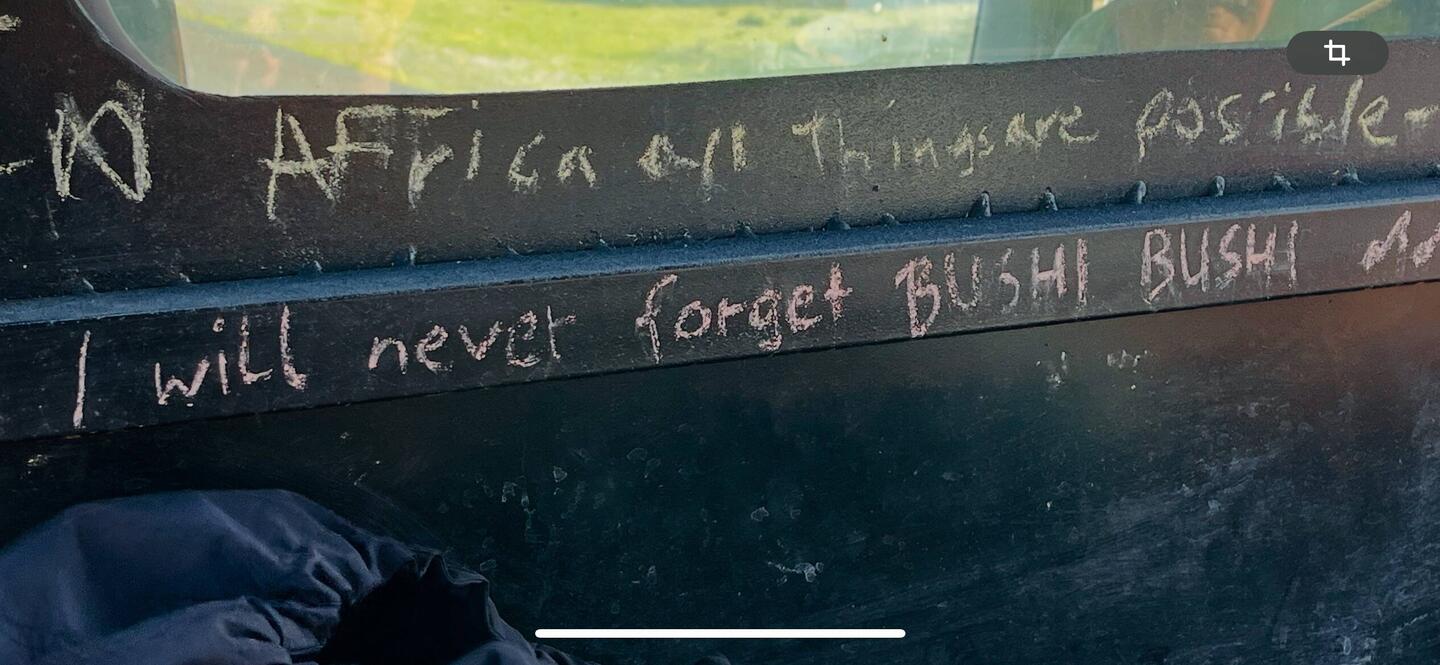 AFrica all Things are possible-
I will never forget BUSHI BUSHI